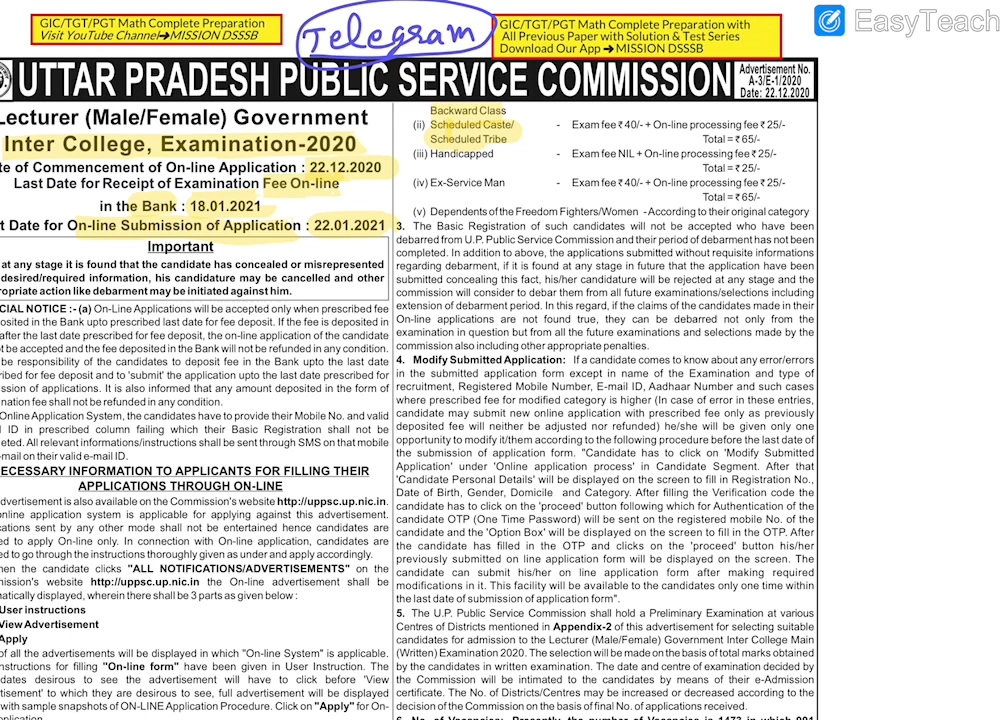 GIC/TGT/PGT Math Complete Preparation
Visit YouTube Channel➔MISSION DSSSB
Telegram
GIC/TGT/PGT Math Complete Preparation with
All Previous Paper with Solution & Test Series
Download Our App ➔MISSION DSSSB
EasyTeach
UTTAR PRADESH PUBLIC SERVICE COMMISSION
Advertisement No.
A-3/E-1/2020
Date: 22.12.2020
Lecturer (Male/Female) Government
Inter College, Examination-2020
te of Commencement of On-line Application : 22.12.2020
Last Date for Receipt of Examination Fee On-line
in the Bank : 18.01.2021
t Date for On-line Submission of Application : 22.01.2021
Important
at any stage it is found that the candidate has concealed or misrepresented
desired/required information, his candidature may be cancelled and other
ropriate action like debarment may be initiated against him.
CIAL NOTICE :- (a) On-Line Applications will be accepted only when prescribed fee
posited in the Bank upto prescribed last date for fee deposit. If the fee is deposited in
after the last date prescribed for fee deposit, the on-line application of the candidate
ot be accepted and the fee deposited in the Bank will not be refunded in any condition.
be responsibility of the candidates to deposit fee in the Bank upto the last date
ribed for fee deposit and to 'submit' the application upto the last date prescribed for
ssion of applications. It is also informed that any amount deposited in the form of
nation fee shall not be refunded in any condition.
Online Application System, the candidates have to provide their Mobile No. and valid
l ID in prescribed column failing which their Basic Registration shall not be
eted. All relevant informations/instructions shall be sent through SMS on that mobile
-mail on their valid e-mail ID.
ECESSARY INFORMATION TO APPLICANTS FOR FILLING THEIR
APPLICATIONS THROUGH ON-LINE
dvertisement is also available on the Commission's website http://uppsc.up.nic.in.
online application system is applicable for applying against this advertisement.
cations sent by any other mode shall not be entertained hence candidates are
ed to apply On-line only. In connection with On-line application, candidates are
ed to go through the instructions thoroughly given as under and apply accordingly.
hen the candidate clicks "ALL NOTIFICATIONS/ADVERTISEMENTS" on the
mission's website http://uppsc.up.nic.in the On-line advertisement shall be
matically displayed, wherein there shall be 3 parts as given below :
User instructions
View Advertisement
Apply
of all the advertisements will be displayed in which "On-line System" is applicable.
nstructions for filling "On-line form" have been given in User Instruction. The
dates desirous to see the advertisement will have to click before 'View
tisement' to which they are desirous to see, full advertisement will be displayed
with sample snapshots of ON-LINE Application Procedure. Click on "Apply" for On-
pplication.
Backward Class
(ii) Scheduled Caste/ - Exam fee ₹ 40/- + On-line processing fee ₹ 25/-
Scheduled Tribe Total = ₹ 65/-
(iii) Handicapped - Exam fee NIL + On-line processing fee ₹ 25/-
Total = ₹ 25/-
(iv) Ex-Service Man - Exam fee ₹ 40/- + On-line processing fee ₹ 25/-
Total = ₹ 65/-
(v) Dependents of the Freedom Fighters/Women - According to their original category
3. The Basic Registration of such candidates will not be accepted who have been
debarred from U.P. Public Service Commission and their period of debarment has not been
completed. In addition to above, the applications submitted without requisite informations
regarding debarment, if it is found at any stage in future that the application have been
submitted concealing this fact, his/her candidature will be rejected at any stage and the
commission will consider to debar them from all future examinations/selections including
extension of debarment period. In this regard, if the claims of the candidates made in their
On-line applications are not found true, they can be debarred not only from the
examination in question but from all the future examinations and selections made by the
commission also including other appropriate penalties.
4. Modify Submitted Application: If a candidate comes to know about any error/errors
in the submitted application form except in name of the Examination and type of
recruitment, Registered Mobile Number, E-mail ID, Aadhaar Number and such cases
where prescribed fee for modified category is higher (In case of error in these entries,
candidate may submit new online application with prescribed fee only as previously
deposited fee will neither be adjusted nor refunded) he/she will be given only one
opportunity to modify it/them according to the following procedure before the last date of
the submission of application form. "Candidate has to click on 'Modify Submitted
Application' under 'Online application process' in Candidate Segment. After that
'Candidate Personal Details' will be displayed on the screen to fill in Registration No.,
Date of Birth, Gender, Domicile and Category. After filling the Verification code the
candidate has to click on the 'proceed' button following which for Authentication of the
candidate OTP (One Time Password) will be sent on the registered mobile No. of the
candidate and the 'Option Box' will be displayed on the screen to fill in the OTP. After
the candidate has filled in the OTP and clicks on the 'proceed' button his/her
previously submitted on line application form will be displayed on the screen. The
candidate can submit his/her on line application form after making required
modifications in it. This facility will be available to the candidates only one time within
the last date of submission of application form".
5. The U.P. Public Service Commission shall hold a Preliminary Examination at various
Centres of Districts mentioned in Appendix-2 of this advertisement for selecting suitable
candidates for admission to the Lecturer (Male/Female) Government Inter College Main
(Written) Examination 2020. The selection will be made on the basis of total marks obtained
by the candidates in written examination. The date and centre of examination decided by
the Commission will be intimated to the candidates by means of their e-Admission
certificate. The No. of Districts/Centres may be increased or decreased according to the
decision of the Commission on the basis of final No. of applications received.
6. No. of Vacancies: Presently, the number of Vacancies is 1473 in which 991